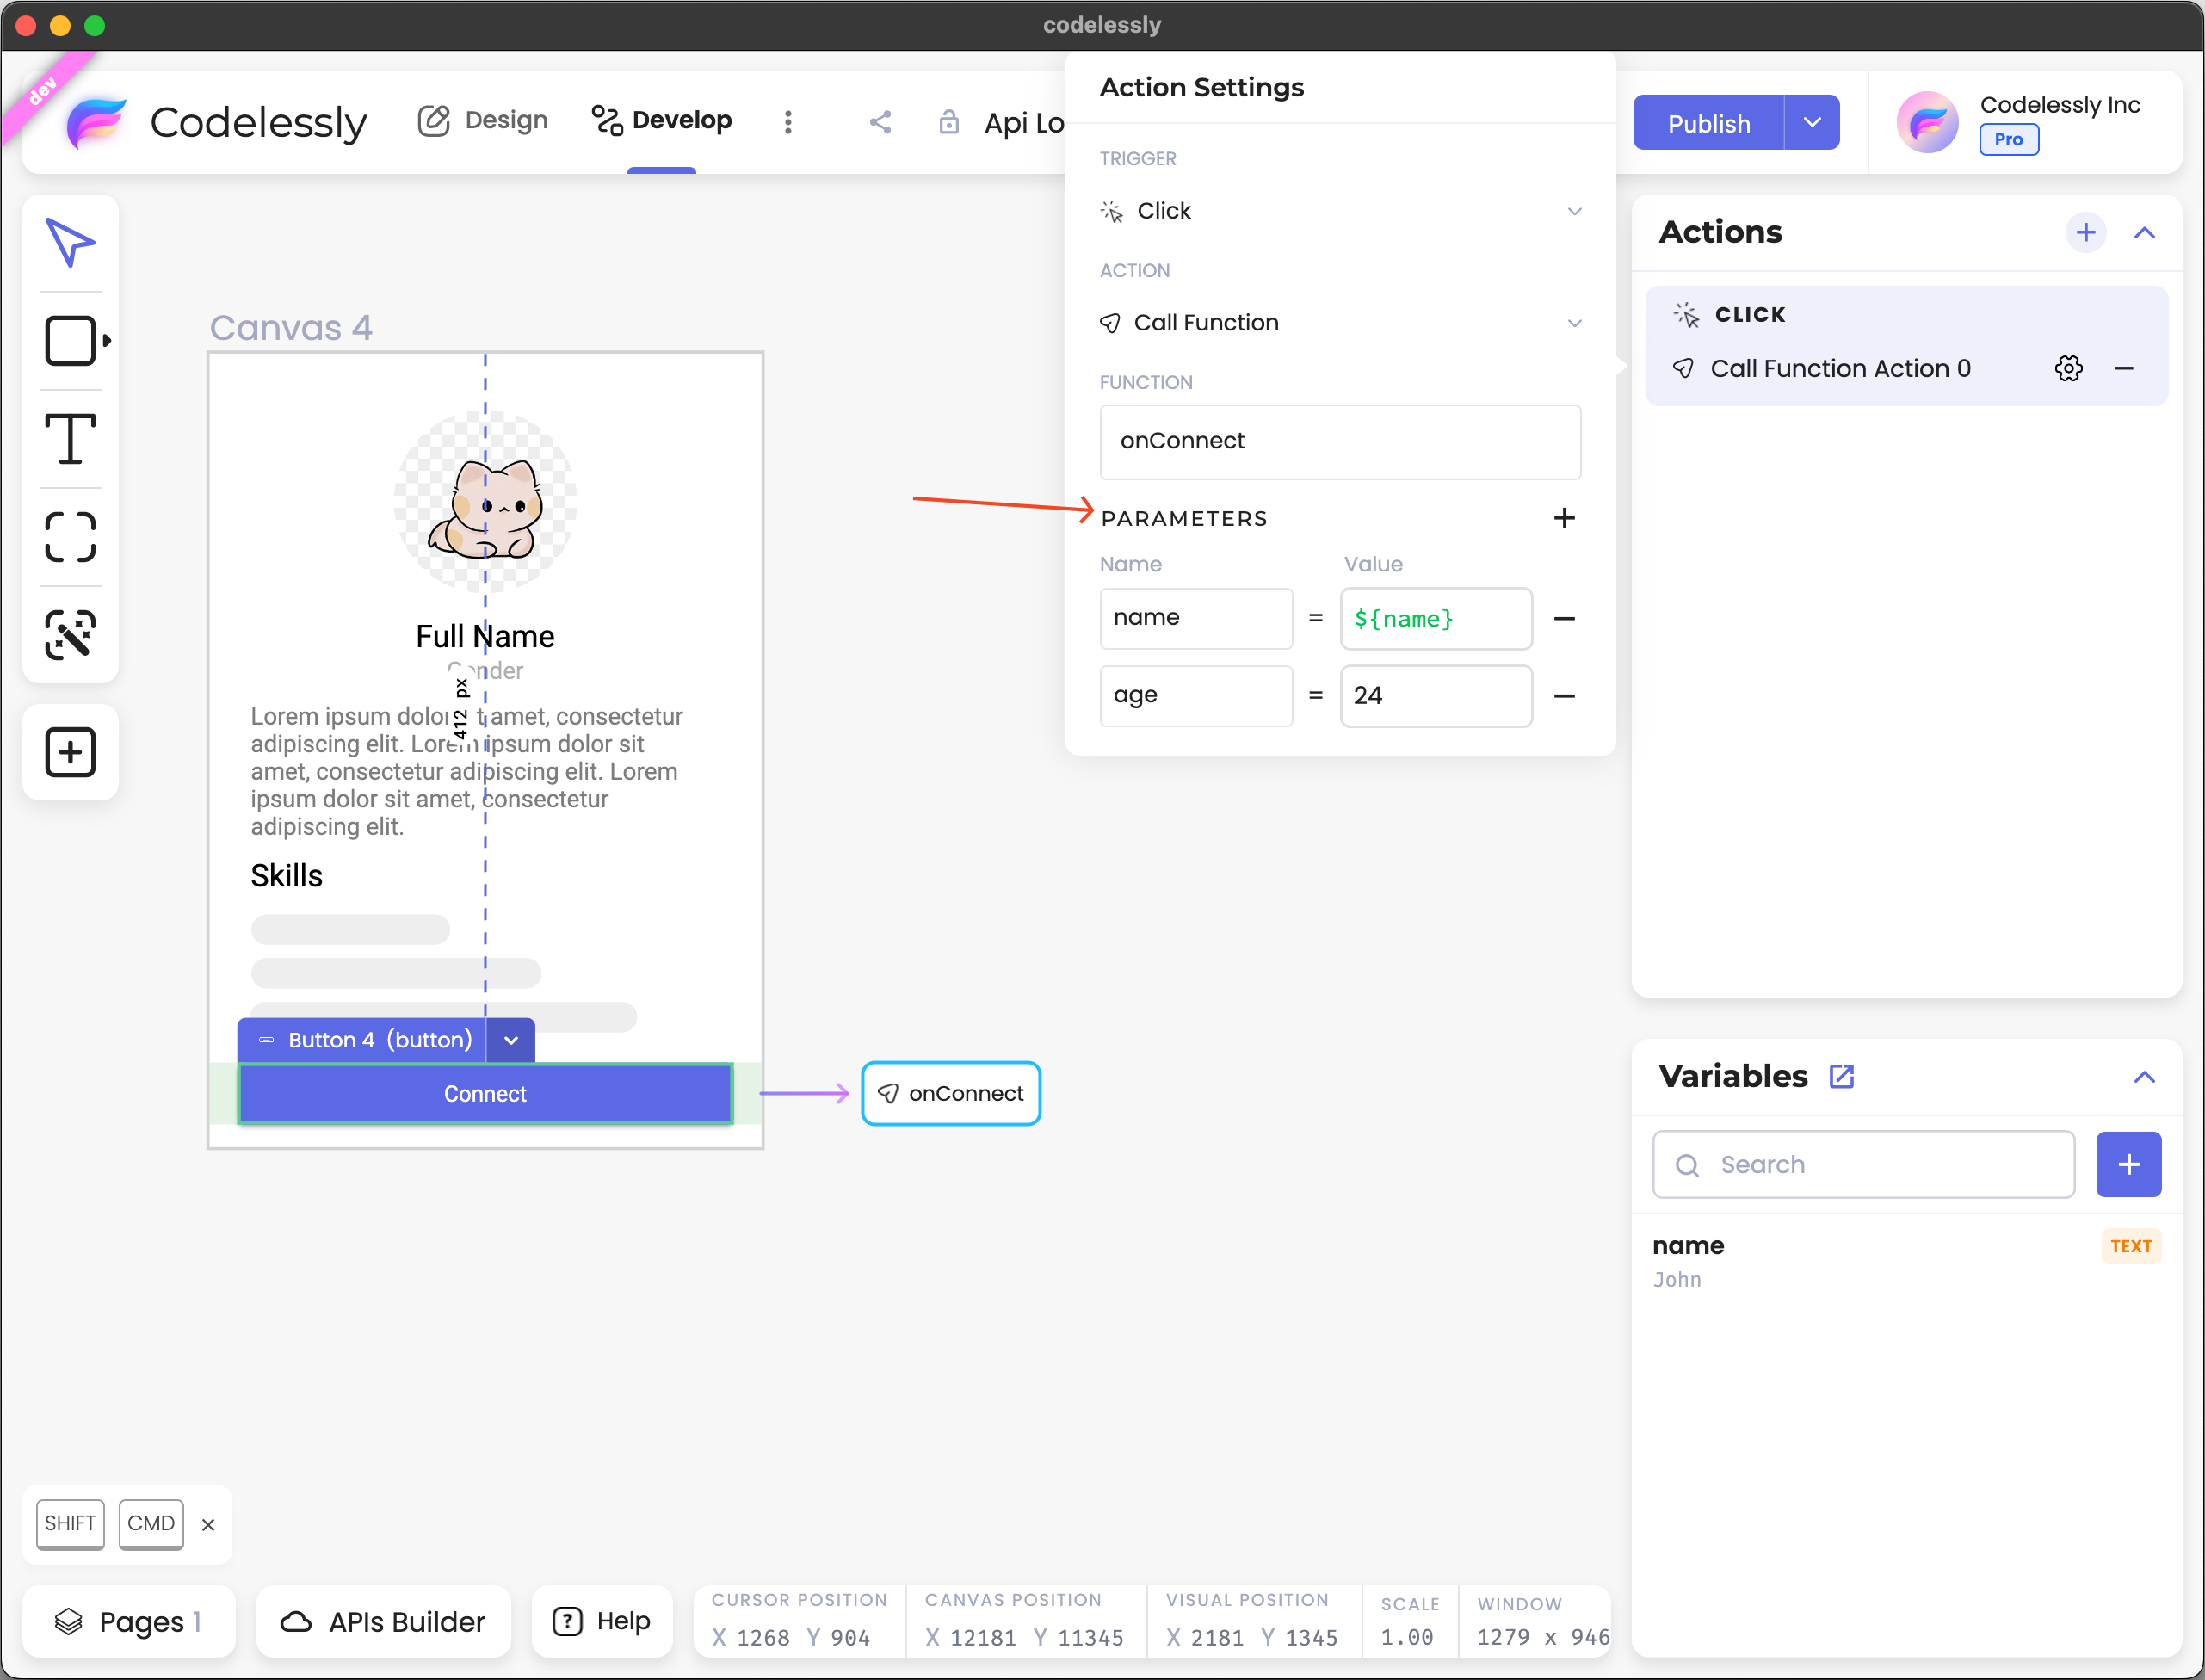 codelessly
dev
Codelessly
Design
Develop
Api Lo
Publish
Codelessly Inc
Pro
Action Settings
TRIGGER
Click
ACTION
Call Function
FUNCTION
onConnect
PARAMETERS
Name Value
name = ${name}
age = 24
Actions
CLICK
Call Function Action 0
Canvas 4
Full Name
nder
412 px
Lorem ipsum dolor t amet, consectetur
adipiscing elit. Lorem ipsum dolor sit
amet, consectetur adipiscing elit. Lorem
ipsum dolor sit amet, consectetur
adipiscing elit.
Skills
Button 4 (button)
Connect
onConnect
Variables
Search
name TEXT
John
SHIFT CMD
Pages 1
APIs Builder
? Help
CURSOR POSITION
X 1268 Y 904
CANVAS POSITION
X 12181 Y 11345
VISUAL POSITION
X 2181 Y 1345
SCALE
1.00
WINDOW
1279 x 946